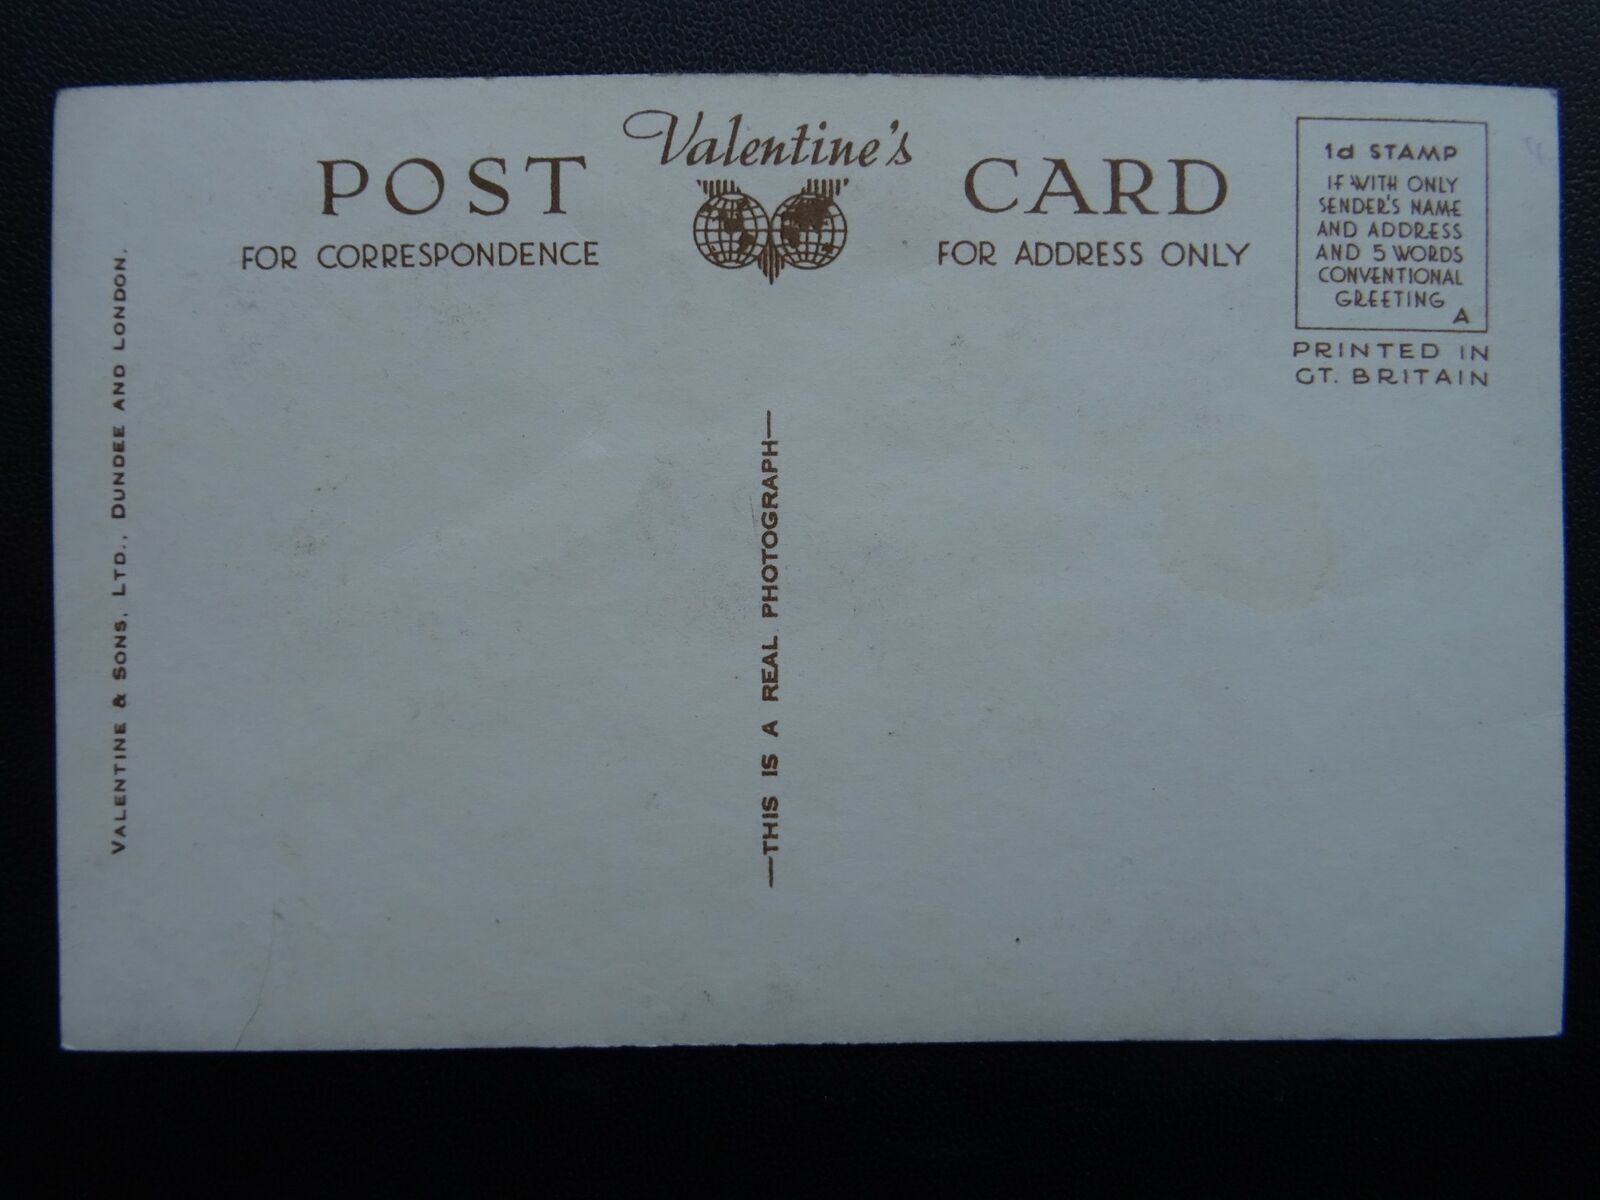 Valentine's
POST CARD
FOR CORRESPONDENCE
FOR ADDRESS ONLY
1d STAMP
IF WITH ONLY
SENDER'S NAME
AND ADDRESS
AND 5 WORDS
CONVENTIONAL
GREETING
A
PRINTED IN
GT. BRITAIN
VALENTINE & SONS, LTD., DUNDEE AND LONDON.
—THIS IS A REAL PHOTOGRAPH—